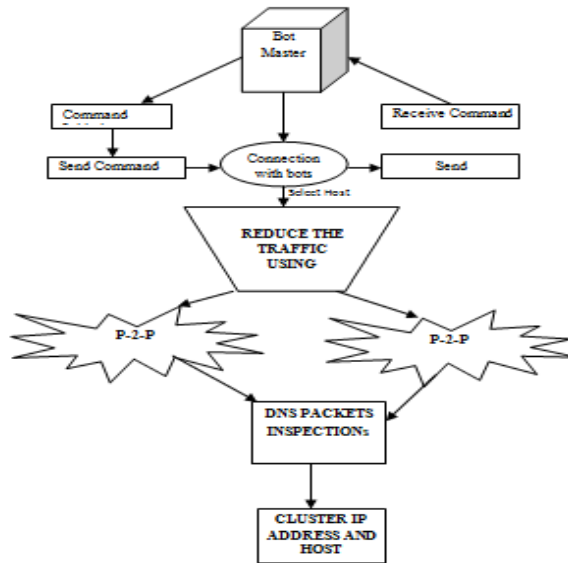 Bot
Master
Command
Receive Command
Send Command
Connection
with bots
Send
Select Host
REDUCE THE
TRAFFIC
USING
P-2-P
P-2-P
DNS PACKETS
INSPECTIONs
CLUSTER IP
ADDRESS AND
HOST